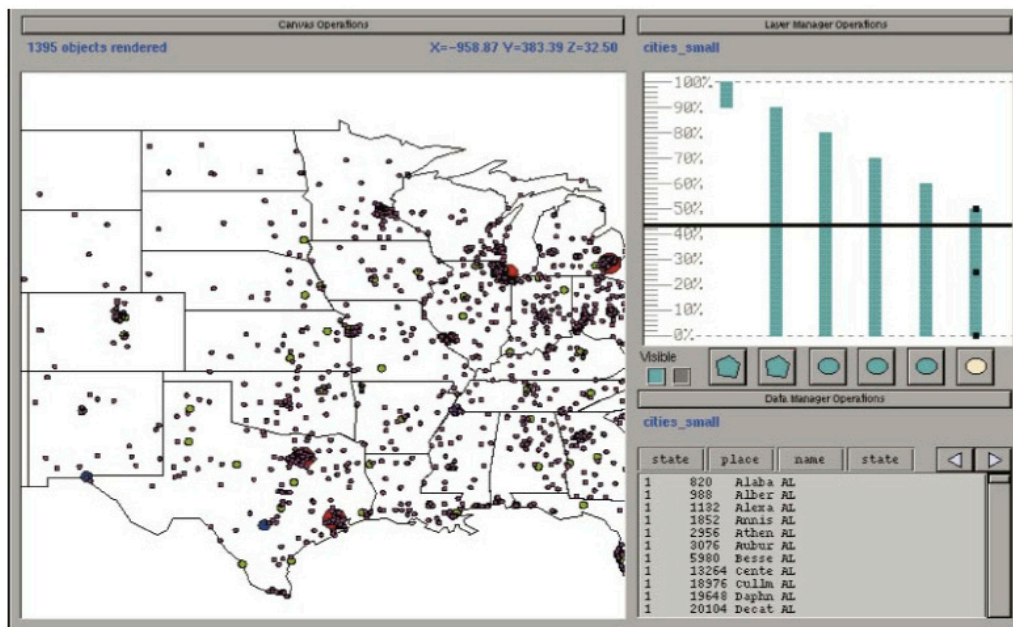 Canvas Operations
1395 objects rendered X=-958.87 Y=383.39 Z=32.50
Layer Manager Operations
cities_small
100%
90%
80%
70%
60%
50%
40%
30%
20%
10%
0%
Visible
Data Manager Operations
cities_small
state place name state
1 820 Alaba AL
1 988 Alber AL
1 1132 Alexa AL
1 1852 Annis AL
1 2956 Athen AL
1 3076 Aubur AL
1 5980 Besse AL
1 13264 Cente AL
1 18976 Cullm AL
1 19648 Daphn AL
1 20104 Decat AL